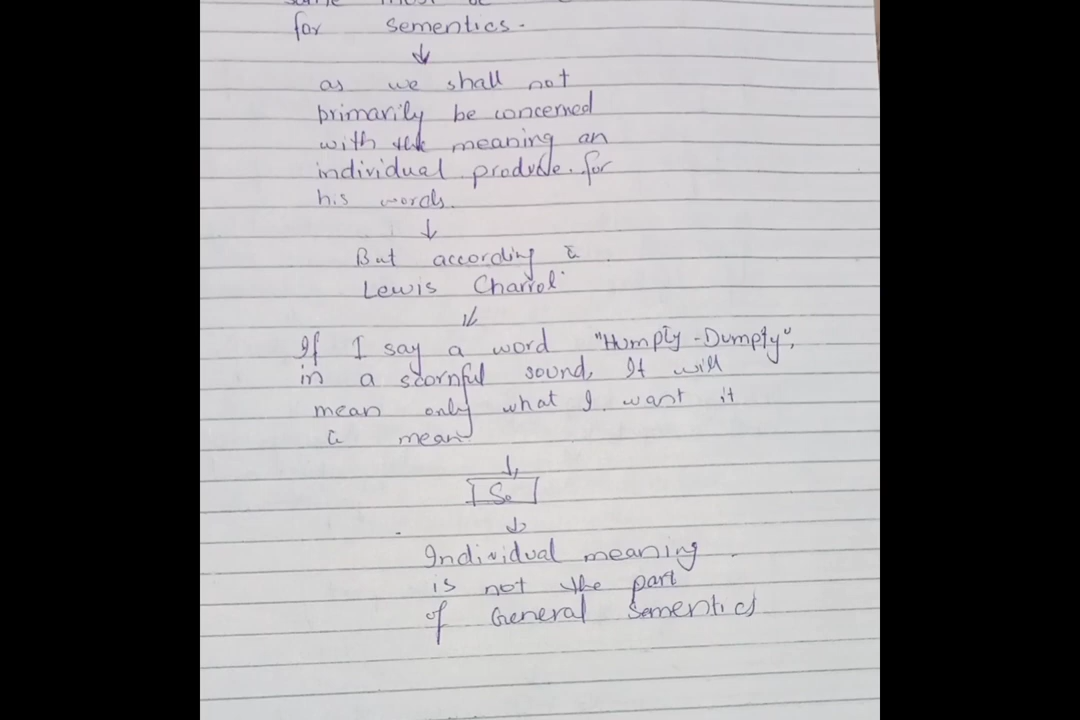 for sementics.
as we shall not
primarily be concerned
with the meaning an
individual produce for
his words.
But according to
Lewis Charrol
If I say a word "Humpty-Dumpty",
in a scornful sound, It will
mean only what I want it
to mean
So
Individual meaning
is not the part
of General Sementics